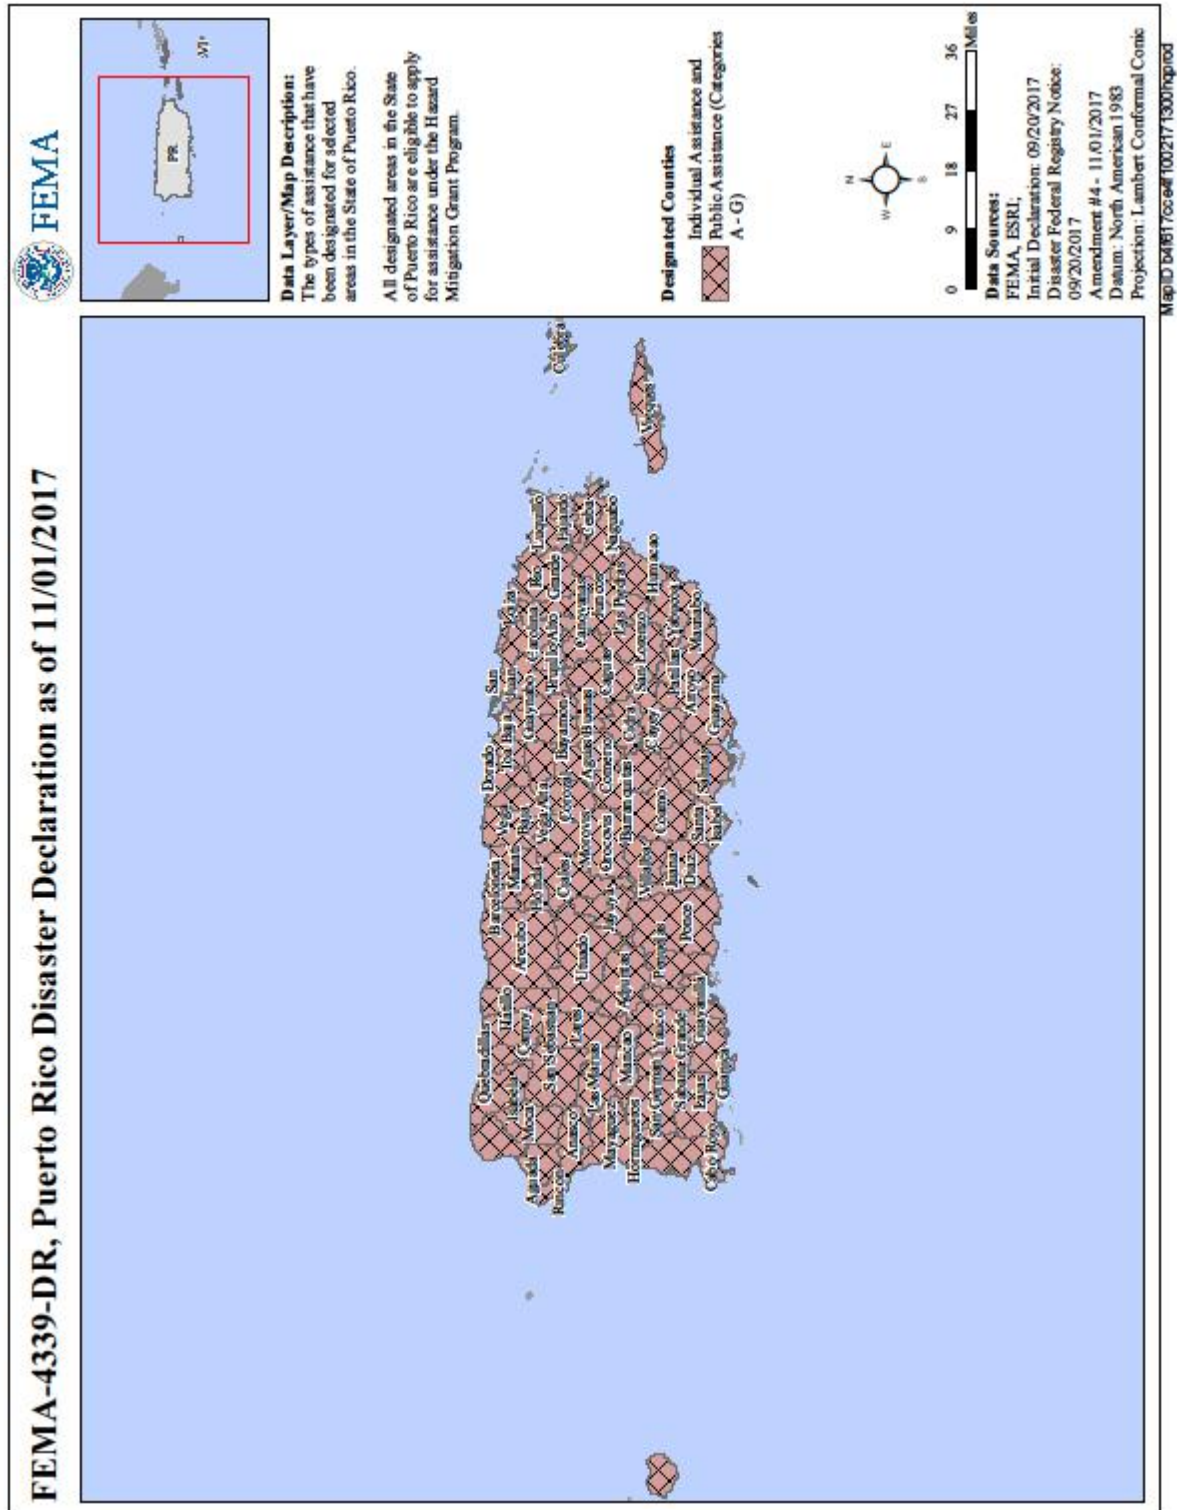 FEMA-4339-DR, Puerto Rico Disaster Declaration as of 11/01/2017
FEMA
PR
VI
Data Layer/Map Description:
The types of assistance that have
been designated for selected
areas in the State of Puerto Rico.
All designated areas in the State
of Puerto Rico are eligible to apply
for assistance under the Hazard
Mitigation Grant Program.
Designated Counties
Individual Assistance and
Public Assistance (Categories
A - G)
N
W
E
S
0 9 18 27 36
Miles
Data Sources:
FEMA, ESRI;
Initial Declaration: 09/20/2017
Disaster Federal Registry Notice:
09/20/2017
Amendment #4 - 11/01/2017
Datum: North American 1983
Projection: Lambert Conformal Conic
Quebradillas
Isabela
Moca
Aguada
Rincon
Hatillo
Camuy
San Sebastian
Lares
Anasco
Las Marias
Mayaguez
Maricao
Hormigueros
San German
Sabana Grande
Yauco
Lajas
Guanica
Cabo Rojo
Guayanilla
Penuelas
Ponce
Adjuntas
Utuado
Arecibo
Barceloneta
Manati
Florida
Ciales
Jayuya
Morovis
Orocovis
Villalba
Juana
Diaz
Vega
Baja
Vega Alta
Corozal
Barranquitas
Coamo
Santa
Isabel
Dorado
Toa Baja
Bayamon
Aguas Buenas
Comerio
Cidra
Cayey
Salinas
San
Juan
Guaynabo
Trujillo Alto
Carolina
Caguas
San Lorenzo
Patillas
Arroyo
Guayama
Loiza
Rio
Grande
Gurabo
Juncos
Las Piedras
Humacao
Yabucoa
Maunabo
Luquillo
Fajardo
Ceiba
Naguabo
Vieques
Culebra